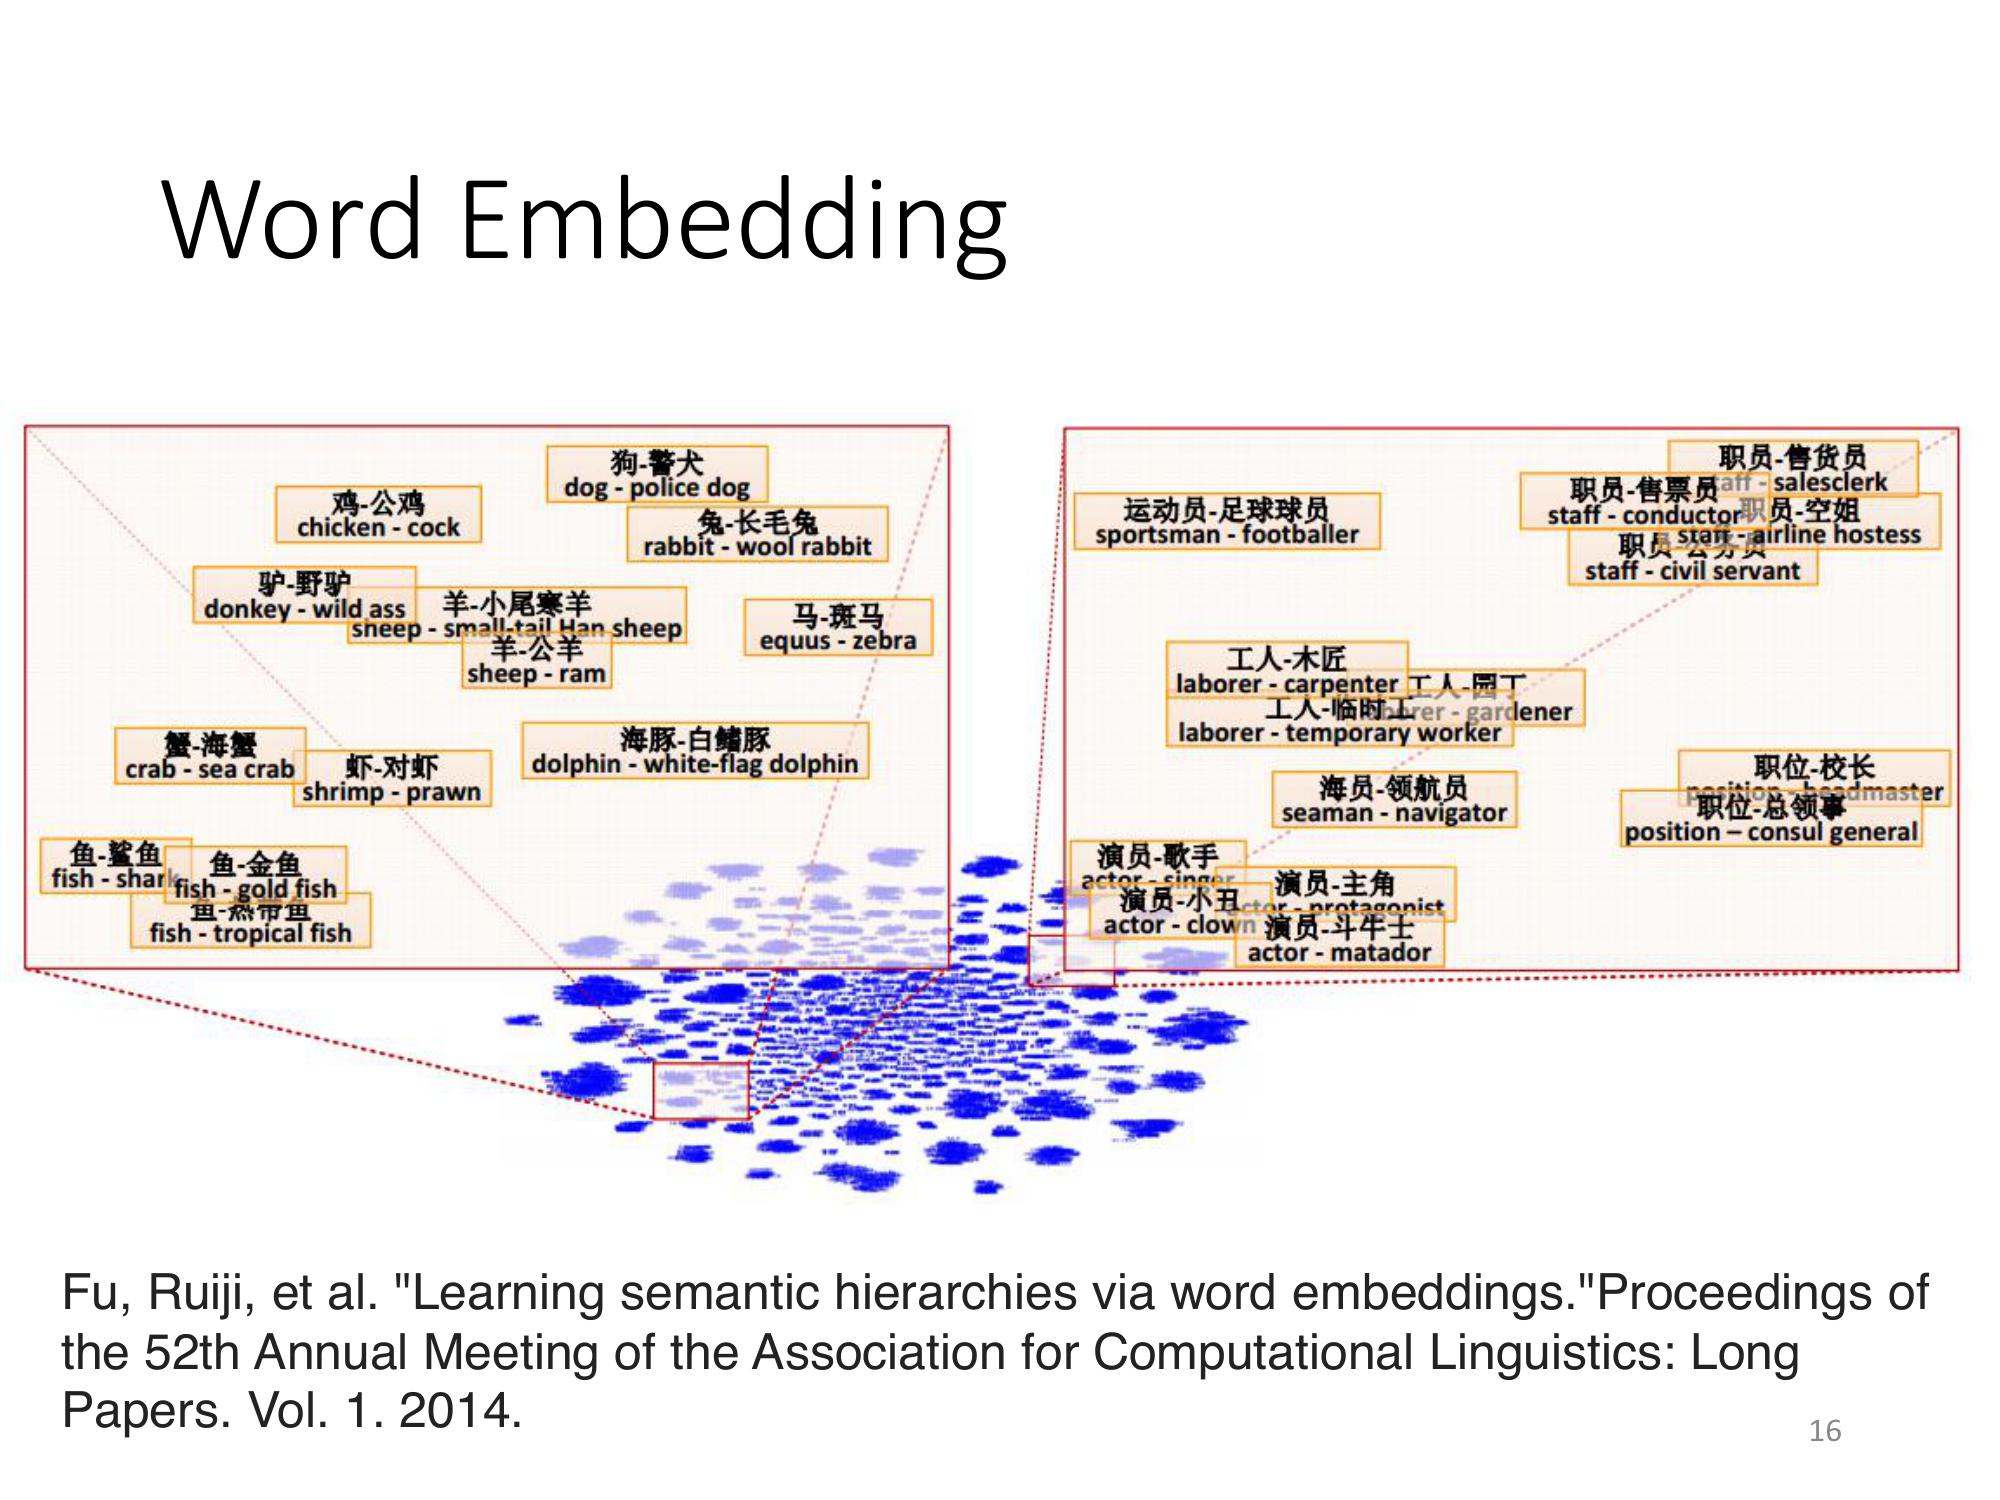 Word Embedding
狗-警犬
dog - police dog
鸡-公鸡
chicken - cock
兔-长毛兔
rabbit - wool rabbit
驴-野驴
donkey - wild ass
羊-小尾寒羊
sheep - small-tail Han sheep
羊-公羊
sheep - ram
马-斑马
equus - zebra
蟹-海蟹
crab - sea crab
虾-对虾
shrimp - prawn
海豚-白鳍豚
dolphin - white-flag dolphin
鱼-鲨鱼
fish - shark
鱼-金鱼
fish - gold fish
鱼-热带鱼
fish - tropical fish
职员-售货员
staff - salesclerk
职员-售票员
staff - conductor
职员-空姐
staff - airline hostess
职员-公务员
staff - civil servant
运动员-足球球员
sportsman - footballer
工人-木匠
laborer - carpenter
工人-园丁
laborer - gardener
工人-临时工
laborer - temporary worker
海员-领航员
seaman - navigator
职位-校长
position - headmaster
职位-总领事
position – consul general
演员-歌手
actor - singer
演员-主角
actor - protagonist
演员-小丑
actor - clown
演员-斗牛士
actor - matador
Fu, Ruiji, et al. "Learning semantic hierarchies via word embeddings."Proceedings of
the 52th Annual Meeting of the Association for Computational Linguistics: Long
Papers. Vol. 1. 2014.
16